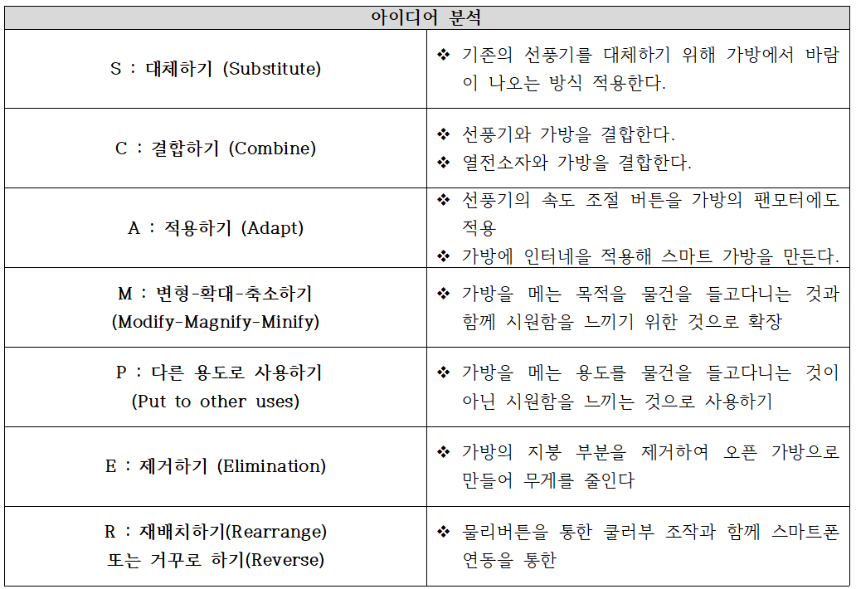 아이디어 분석
S : 대체하기 (Substitute)
❖ 기존의 선풍기를 대체하기 위해 가방에서 바람
이 나오는 방식 적용한다.
C : 결합하기 (Combine)
❖ 선풍기와 가방을 결합한다.
❖ 열전소자와 가방을 결합한다.
A : 적용하기 (Adapt)
❖ 선풍기의 속도 조절 버튼을 가방의 팬모터에도
적용
❖ 가방에 인터네을 적용해 스마트 가방을 만든다.
M : 변형-확대-축소하기
(Modify-Magnify-Minify)
❖ 가방을 메는 목적을 물건을 들고다니는 것과
함께 시원함을 느끼기 위한 것으로 확장
P : 다른 용도로 사용하기
(Put to other uses)
❖ 가방을 메는 용도를 물건을 들고다니는 것이
아닌 시원함을 느끼는 것으로 사용하기
E : 제거하기 (Elimination)
❖ 가방의 지붕 부분을 제거하여 오픈 가방으로
만들어 무게를 줄인다
R : 재배치하기(Rearrange)
또는 거꾸로 하기(Reverse)
❖ 물리버튼을 통한 쿨러부 조작과 함께 스마트폰
연동을 통한